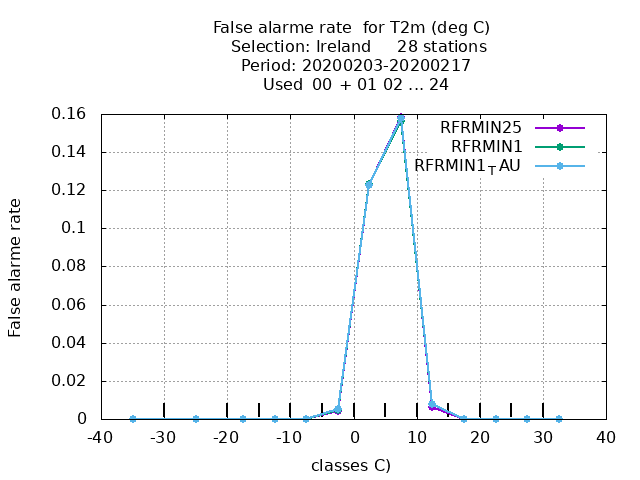 False alarme rate  for T2m (deg C)
Selection: Ireland     28 stations
Period: 20200203-20200217
Used  00 + 01 02 ... 24
RFRMIN25
RFRMIN1
RFRMIN1TAU
False alarme rate
0.16
0.14
0.12
0.1
0.08
0.06
0.04
0.02
0
-40 -30 -20 -10 0 10 20 30 40
classes C)